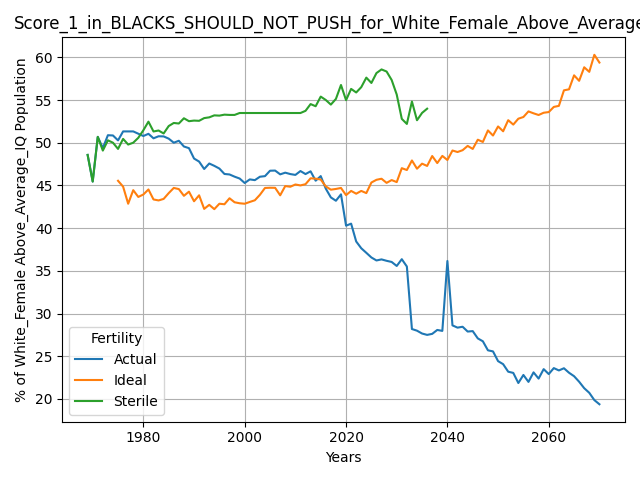 Score_1_in_BLACKS_SHOULD_NOT_PUSH_for_White_Female_Above_Average
% of White_Female Above_Average_IQ Population
60
55
50
45
40
35
30
25
20
Fertility
Actual
Ideal
Sterile
1980
2000
2020
2040
2060
Years